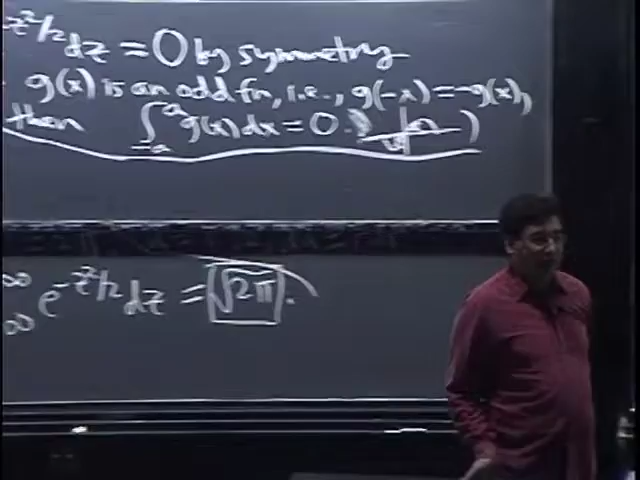 -z²/2 dz = 0 by symmetry
g(x) is an odd fn, i.e., g(-x) = -g(x),
then ∫_{-a}^{a} g(x) dx = 0. )
∞ e^{-z²/2} dz = √2π .
∞